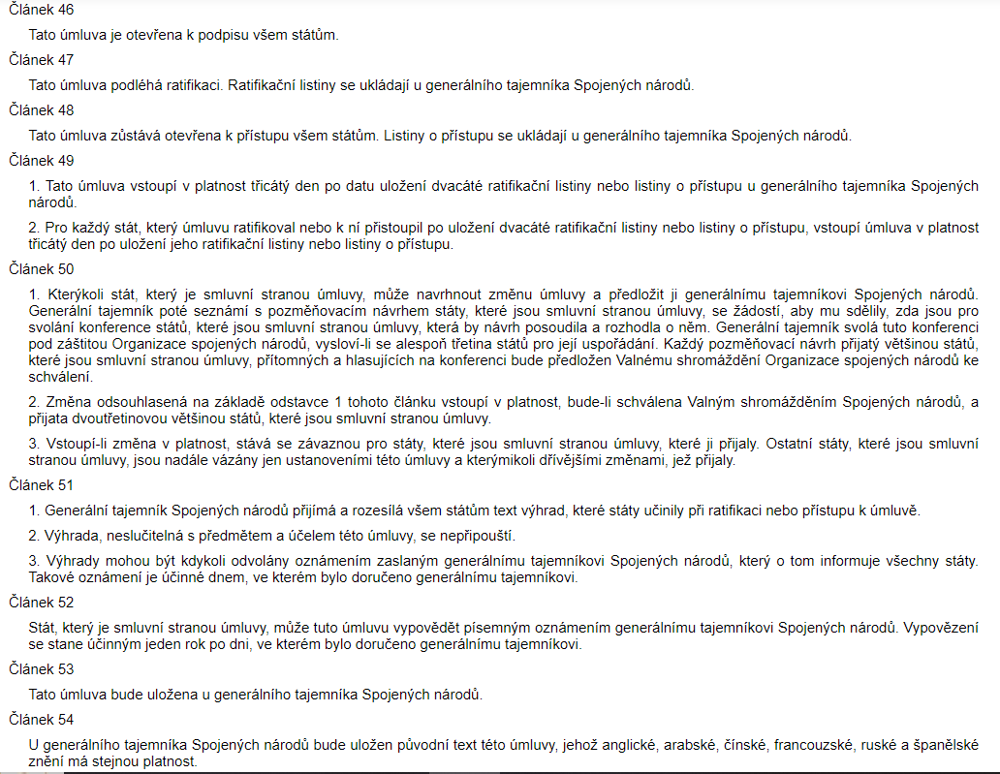 Článek 46
Tato úmluva je otevřena k podpisu všem státům.
Článek 47
Tato úmluva podléhá ratifikaci. Ratifikační listiny se ukládají u generálního tajemníka Spojených národů.
Článek 48
Tato úmluva zůstává otevřena k přístupu všem státům. Listiny o přístupu se ukládají u generálního tajemníka Spojených národů.
Článek 49
1. Tato úmluva vstoupí v platnost třicátý den po datu uložení dvacáté ratifikační listiny nebo listiny o přístupu u generálního tajemníka Spojených
národů.
2. Pro každý stát, který úmluvu ratifikoval nebo k ní přistoupil po uložení dvacáté ratifikační listiny nebo listiny o přístupu, vstoupí úmluva v platnost
třicátý den po uložení jeho ratifikační listiny nebo listiny o přístupu.
Článek 50
1. Kterýkoli stát, který je smluvní stranou úmluvy, může navrhnout změnu úmluvy a předložit ji generálnímu tajemníkovi Spojených národů.
Generální tajemník poté seznámí s pozměňovacím návrhem státy, které jsou smluvní stranou úmluvy, se žádostí, aby mu sdělily, zda jsou pro
svolání konference států, které jsou smluvní stranou úmluvy, která by návrh posoudila a rozhodla o něm. Generální tajemník svolá tuto konferenci
pod záštitou Organizace spojených národů, vysloví-li se alespoň třetina států pro její uspořádání. Každý pozměňovací návrh přijatý většinou států,
které jsou smluvní stranou úmluvy, přítomných a hlasujících na konferenci bude předložen Valnému shromáždění Organizace spojených národů ke
schválení.
2. Změna odsouhlasená na základě odstavce 1 tohoto článku vstoupí v platnost, bude-li schválena Valným shromážděním Spojených národů, a
přijata dvoutřetinovou většinou států, které jsou smluvní stranou úmluvy.
3. Vstoupí-li změna v platnost, stává se závaznou pro státy, které jsou smluvní stranou úmluvy, které ji přijaly. Ostatní státy, které jsou smluvní
stranou úmluvy, jsou nadále vázány jen ustanoveními této úmluvy a kterýmikoli dřívějšími změnami, jež přijaly.
Článek 51
1. Generální tajemník Spojených národů přijímá a rozesílá všem státům text výhrad, které státy učinily při ratifikaci nebo přístupu k úmluvě.
2. Výhrada, neslučitelná s předmětem a účelem této úmluvy, se nepřipouští.
3. Výhrady mohou být kdykoli odvolány oznámením zaslaným generálnímu tajemníkovi Spojených národů, který o tom informuje všechny státy.
Takové oznámení je účinné dnem, ve kterém bylo doručeno generálnímu tajemníkovi.
Článek 52
Stát, který je smluvní stranou úmluvy, může tuto úmluvu vypovědět písemným oznámením generálnímu tajemníkovi Spojených národů. Vypovězení
se stane účinným jeden rok po dni, ve kterém bylo doručeno generálnímu tajemníkovi.
Článek 53
Tato úmluva bude uložena u generálního tajemníka Spojených národů.
Článek 54
U generálního tajemníka Spojených národů bude uložen původní text této úmluvy, jehož anglické, arabské, čínské, francouzské, ruské a španělské
znění má stejnou platnost.